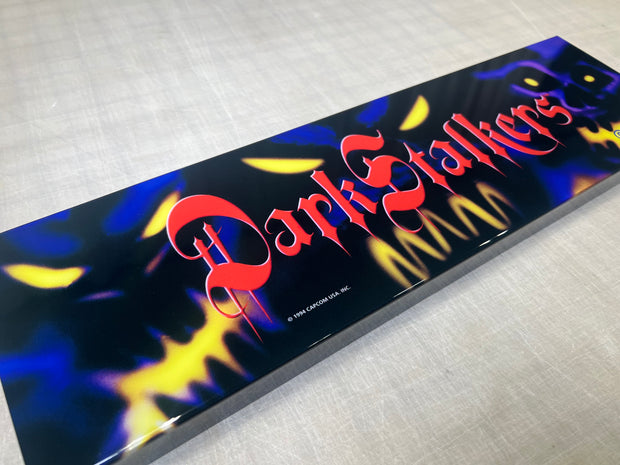 DarkStalkers
© 1994 CAPCOM USA, INC.